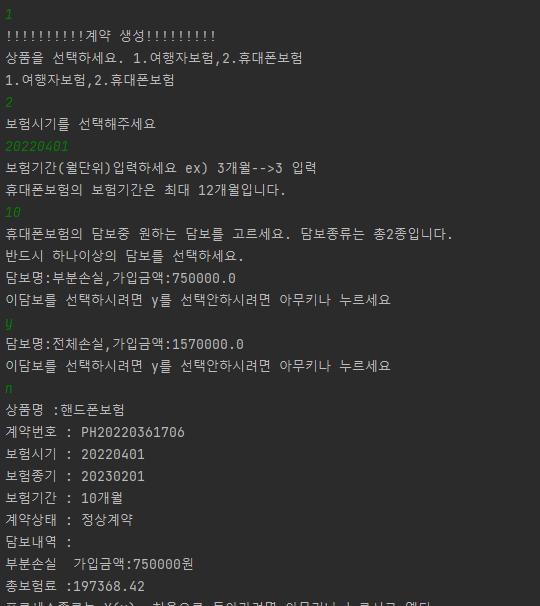 1
!!!!!!!!!!계약 생성!!!!!!!!!
상품을 선택하세요. 1.여행자보험,2.휴대폰보험
1.여행자보험,2.휴대폰보험
2
보험시기를 선택해주세요
20220401
보험기간(월단위)입력하세요 ex) 3개월-->3 입력
휴대폰보험의 보험기간은 최대 12개월입니다.
10
휴대폰보험의 담보중 원하는 담보를 고르세요. 담보종류는 총2종입니다.
반드시 하나이상의 담보를 선택하세요.
담보명:부분손실,가입금액:750000.0
이담보를 선택하시려면 y를 선택안하시려면 아무키나 누르세요
y
담보명:전체손실,가입금액:1570000.0
이담보를 선택하시려면 y를 선택안하시려면 아무키나 누르세요
n
상품명 :핸드폰보험
계약번호 : PH20220361706
보험시기 : 20220401
보험종기 : 20230201
보험기간 : 10개월
계약상태 : 정상계약
담보내역 :
부분손실  가입금액:750000원
총보험료 :197368.42